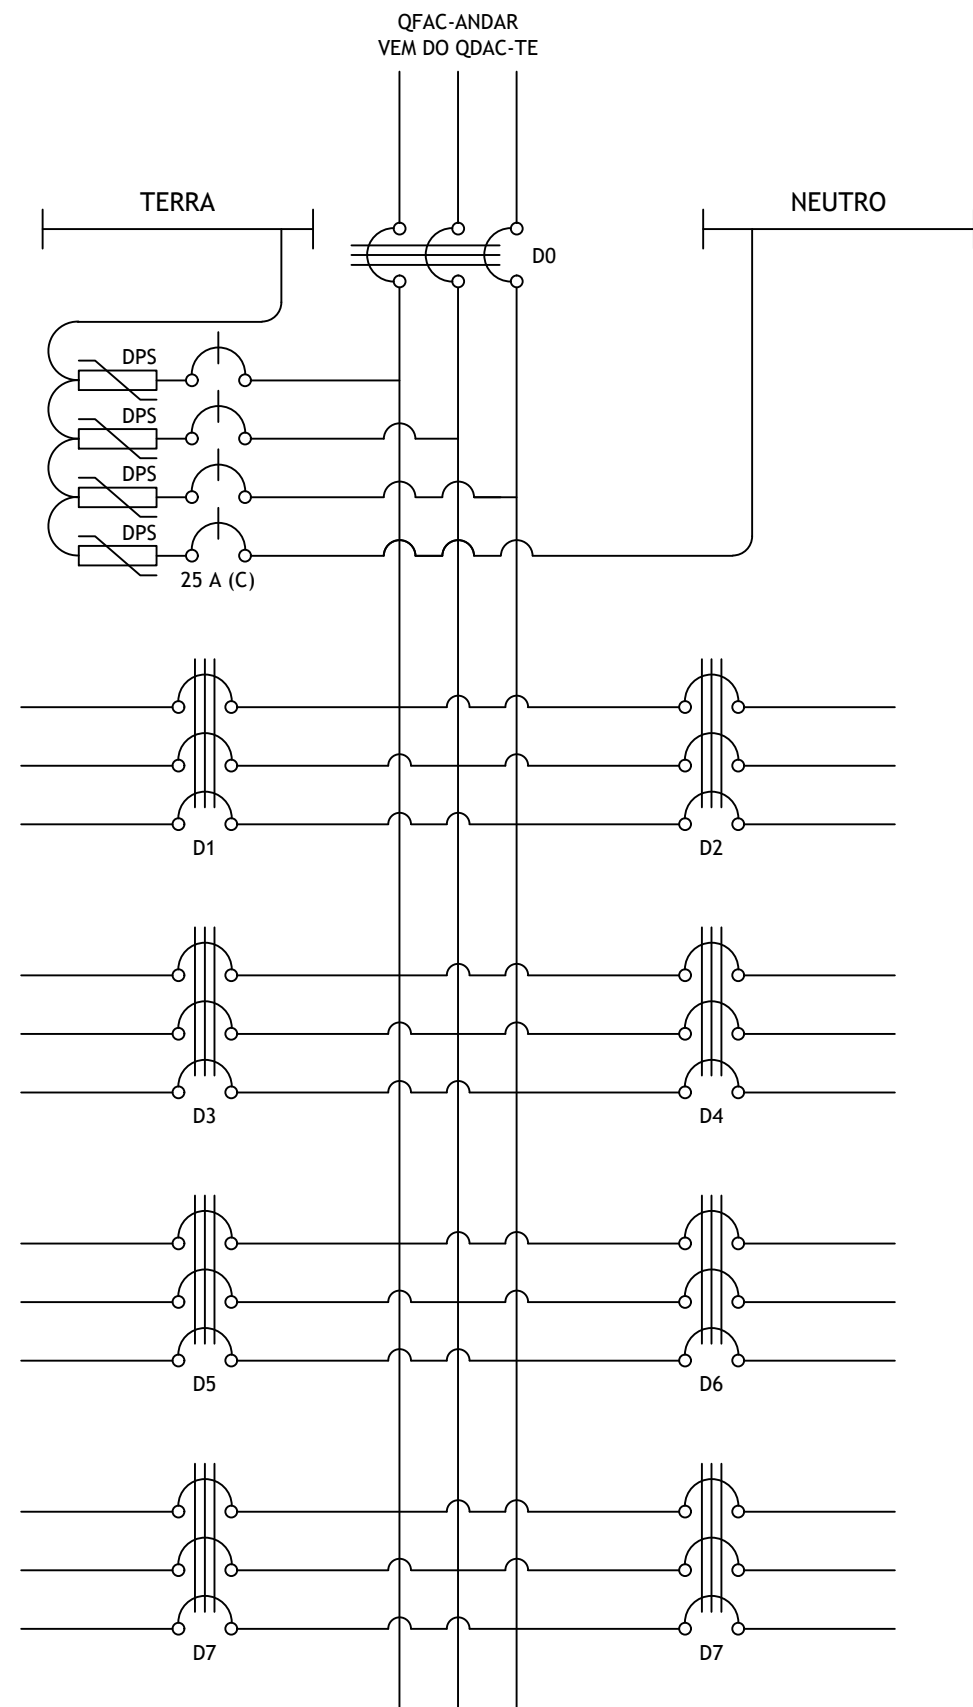 QFAC-ANDAR
VEM DO QDAC-TE
TERRA
NEUTRO
D0
DPS
DPS
DPS
DPS
25 A (C)
D1
D2
D3
D4
D5
D6
D7
D7